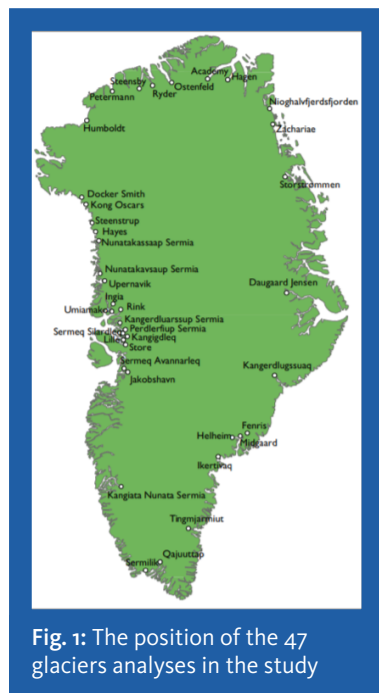 Academy
Steensby
Hagen
Ostenfeld
Petermann
Ryder
Nioghalvfjerdsfjorden
Humboldt
Zachariae
Storstrømmen
Docker Smith
Kong Oscars
Steenstrup
Hayes
Nunatakassaap Sermia
Nunatakavsaup Sermia
Upernavik
Daugaard Jensen
Ingia
Umiamako
Rink
Kangerdluarssup Sermia
Perdlerfiup Sermia
Sermeq Silardleq
Kangigdleq
Lille
Store
Sermeq Avannarleq
Jakobshavn
Kangerdlugssuaq
Fenris
Helheim
Midgaard
Ikertivaq
Kangiata Nunata Sermia
Tingmjarmiut
Qajuuttap
Sermilik
Fig. 1: The position of the 47
glaciers analyses in the study